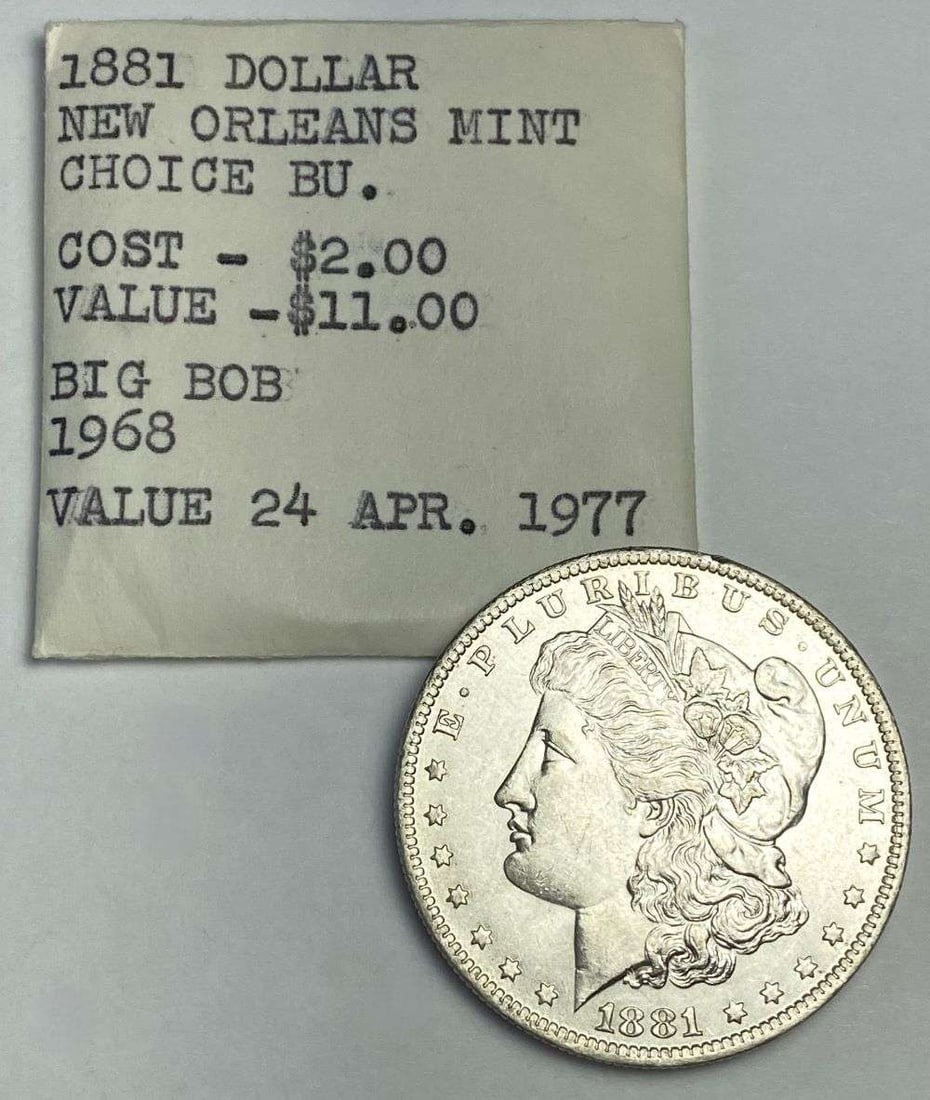 1881 DOLLAR
NEW ORLEANS MINT
CHOICE BU.
COST - $2.00
VALUE -$11.00
BIG BOB
1968
VALUE 24 APR. 1977
E·PLURIBUS·UNUM
LIBERTY
1881